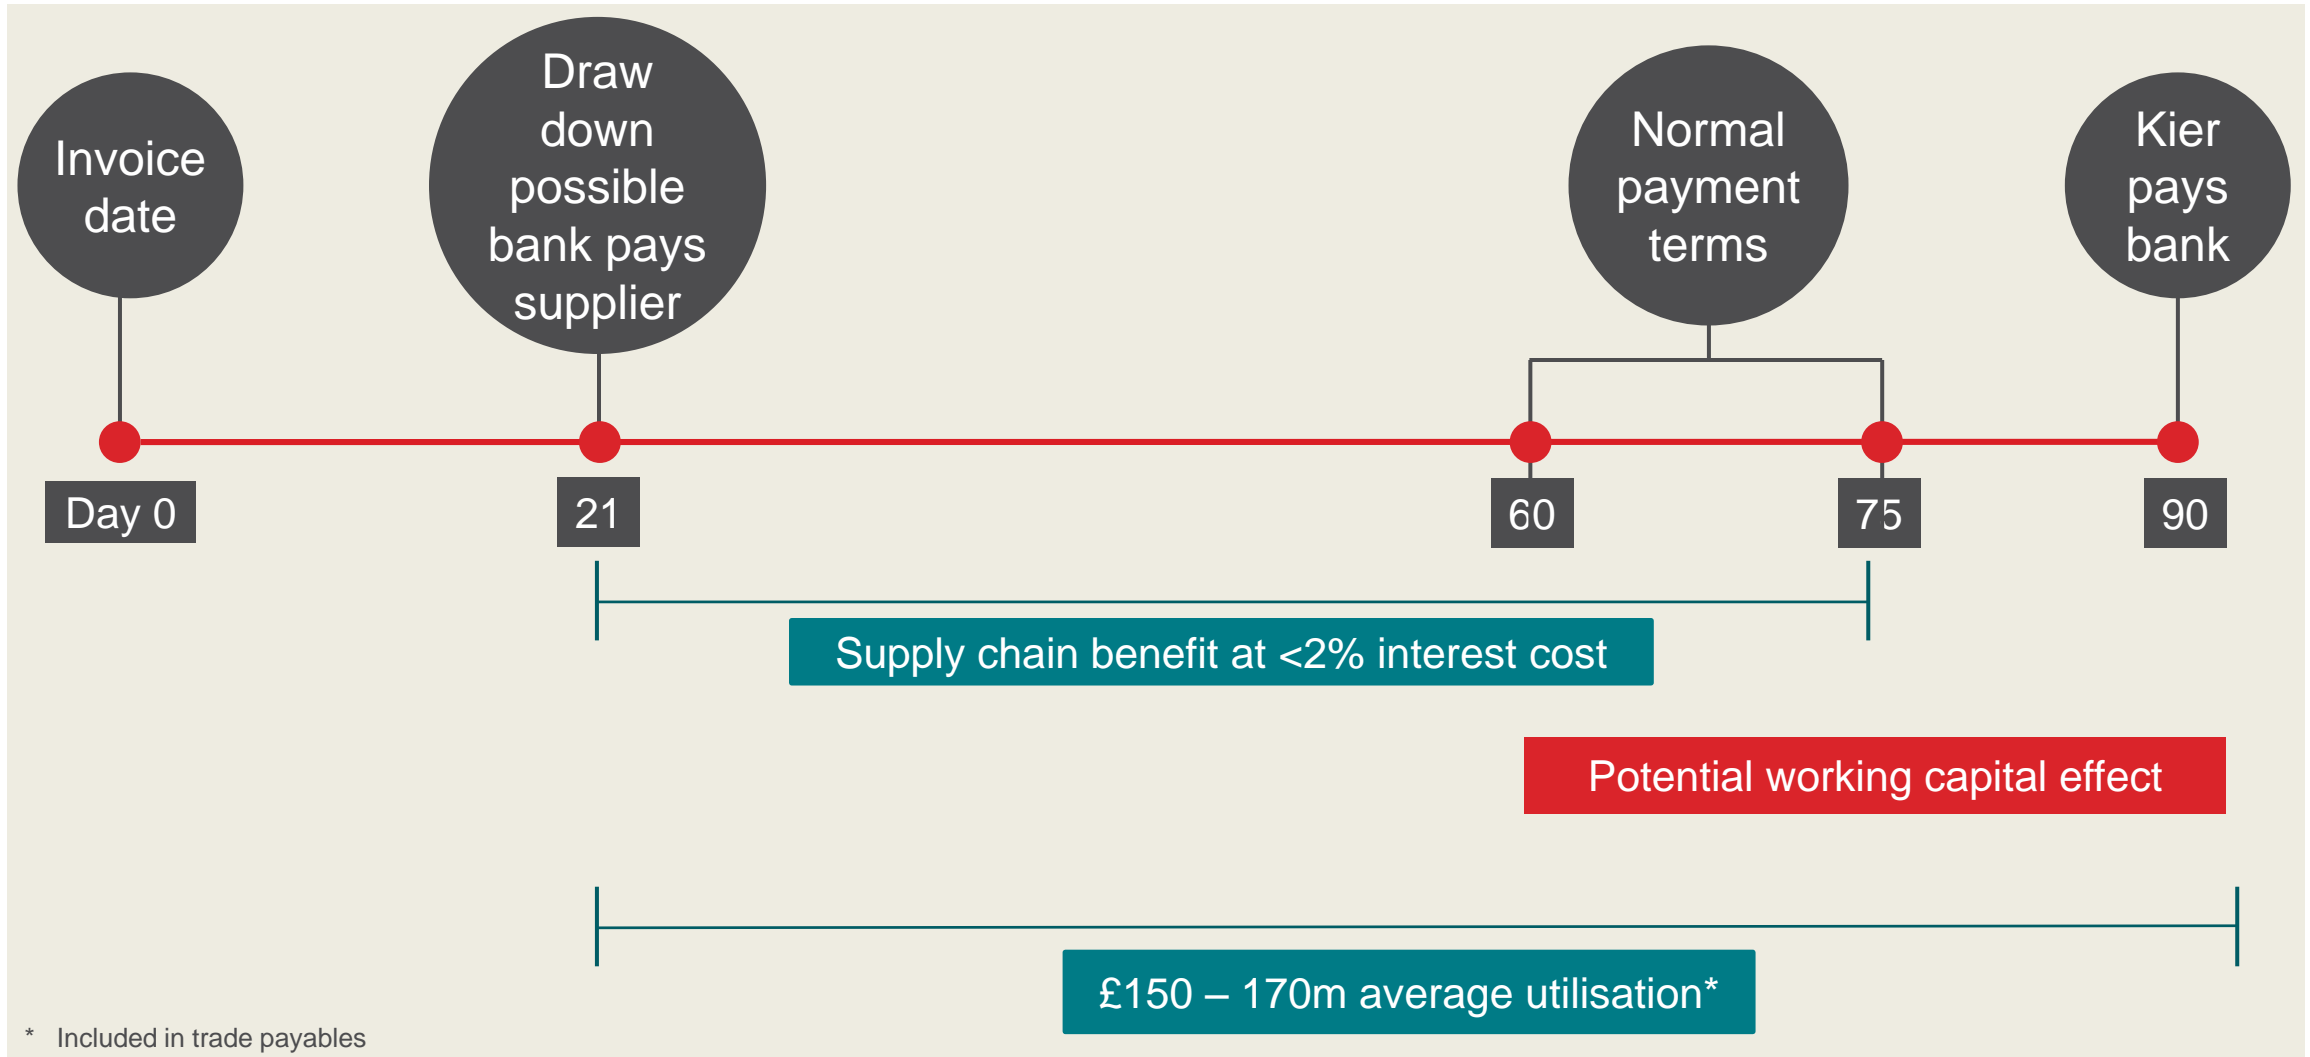 Invoice
date
Draw
down
possible
bank pays
supplier
Normal
payment
terms
Kier
pays
bank
Day 0
21
60
75
90
Supply chain benefit at <2% interest cost
Potential working capital effect
£150 – 170m average utilisation*
* Included in trade payables